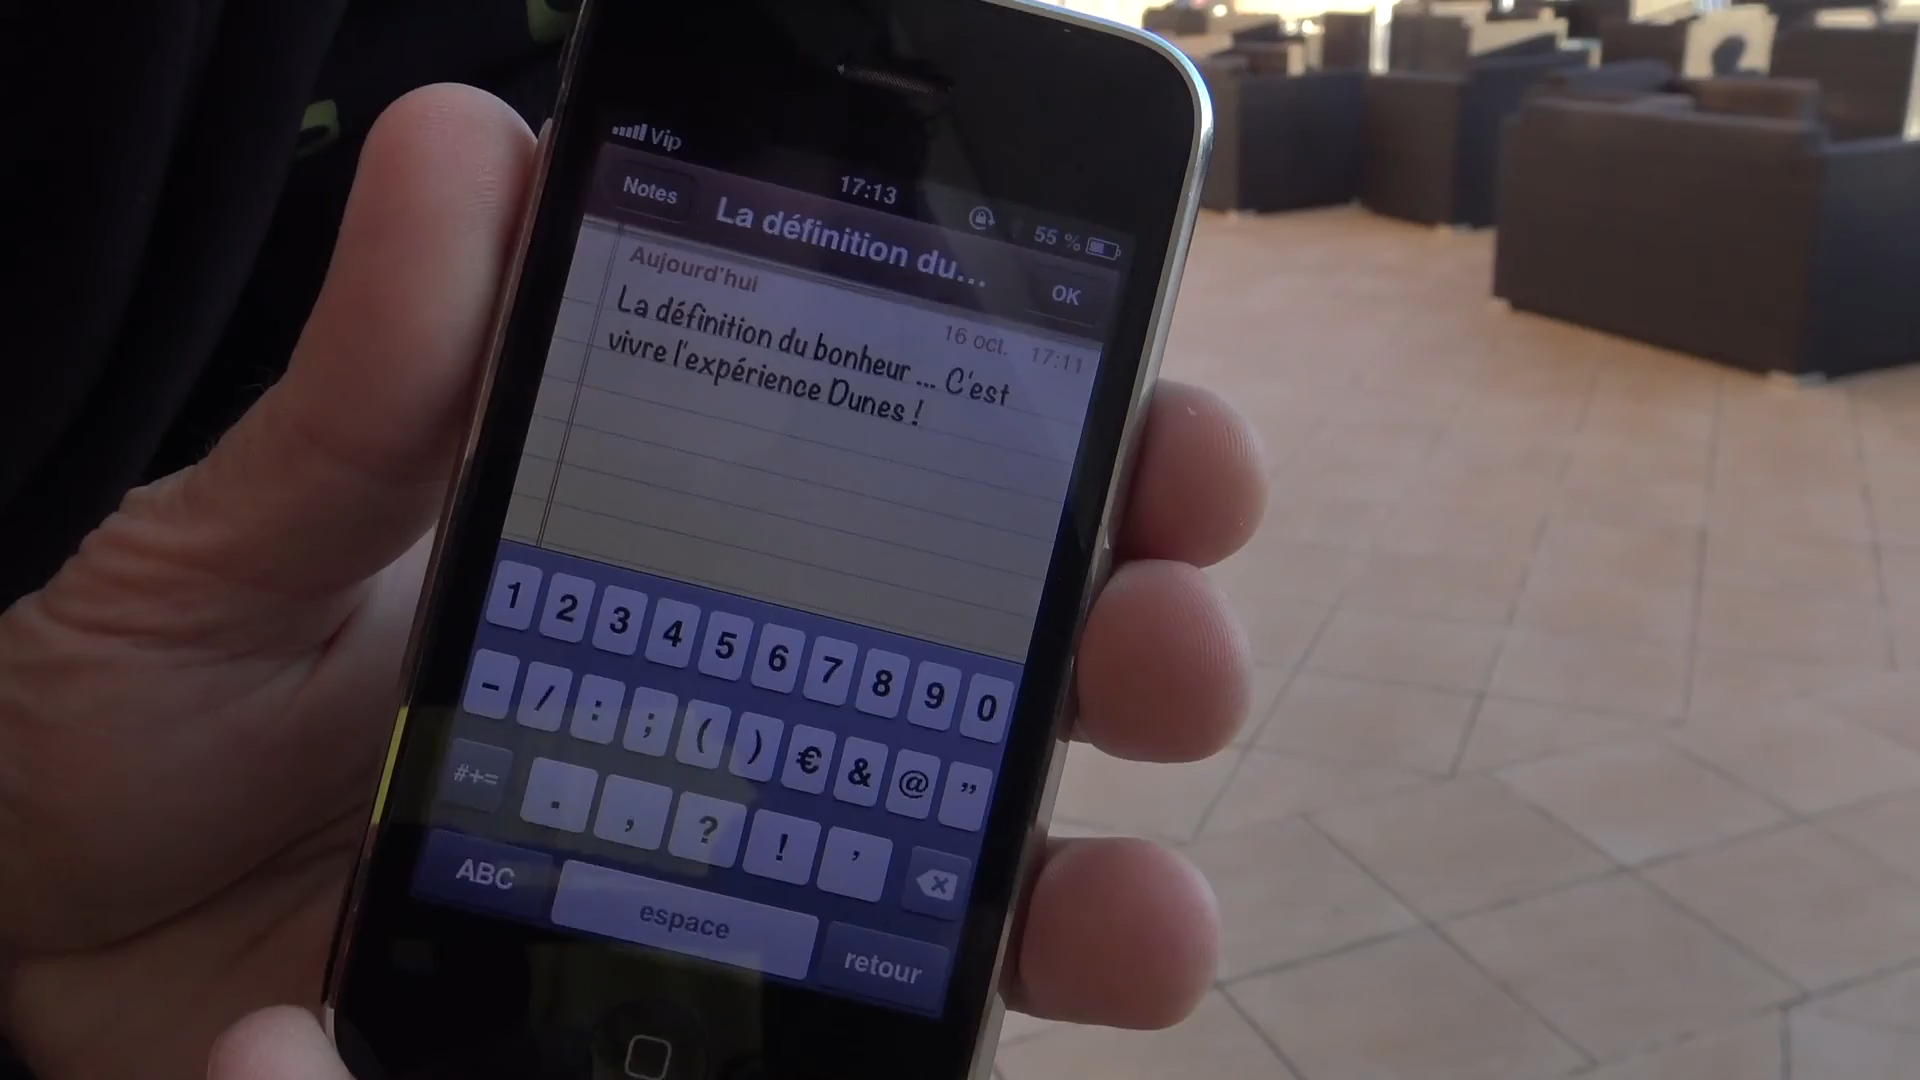 Vip
17:13
55 %
Notes
La définition du...
OK
Aujourd'hui
16 oct. 17:11
La définition du bonheur ... C'est
vivre l'expérience Dunes !
1 2 3 4 5 6 7 8 9 0
- / : ; ( ) € & @ "
#+= . , ? ! '
ABC espace retour